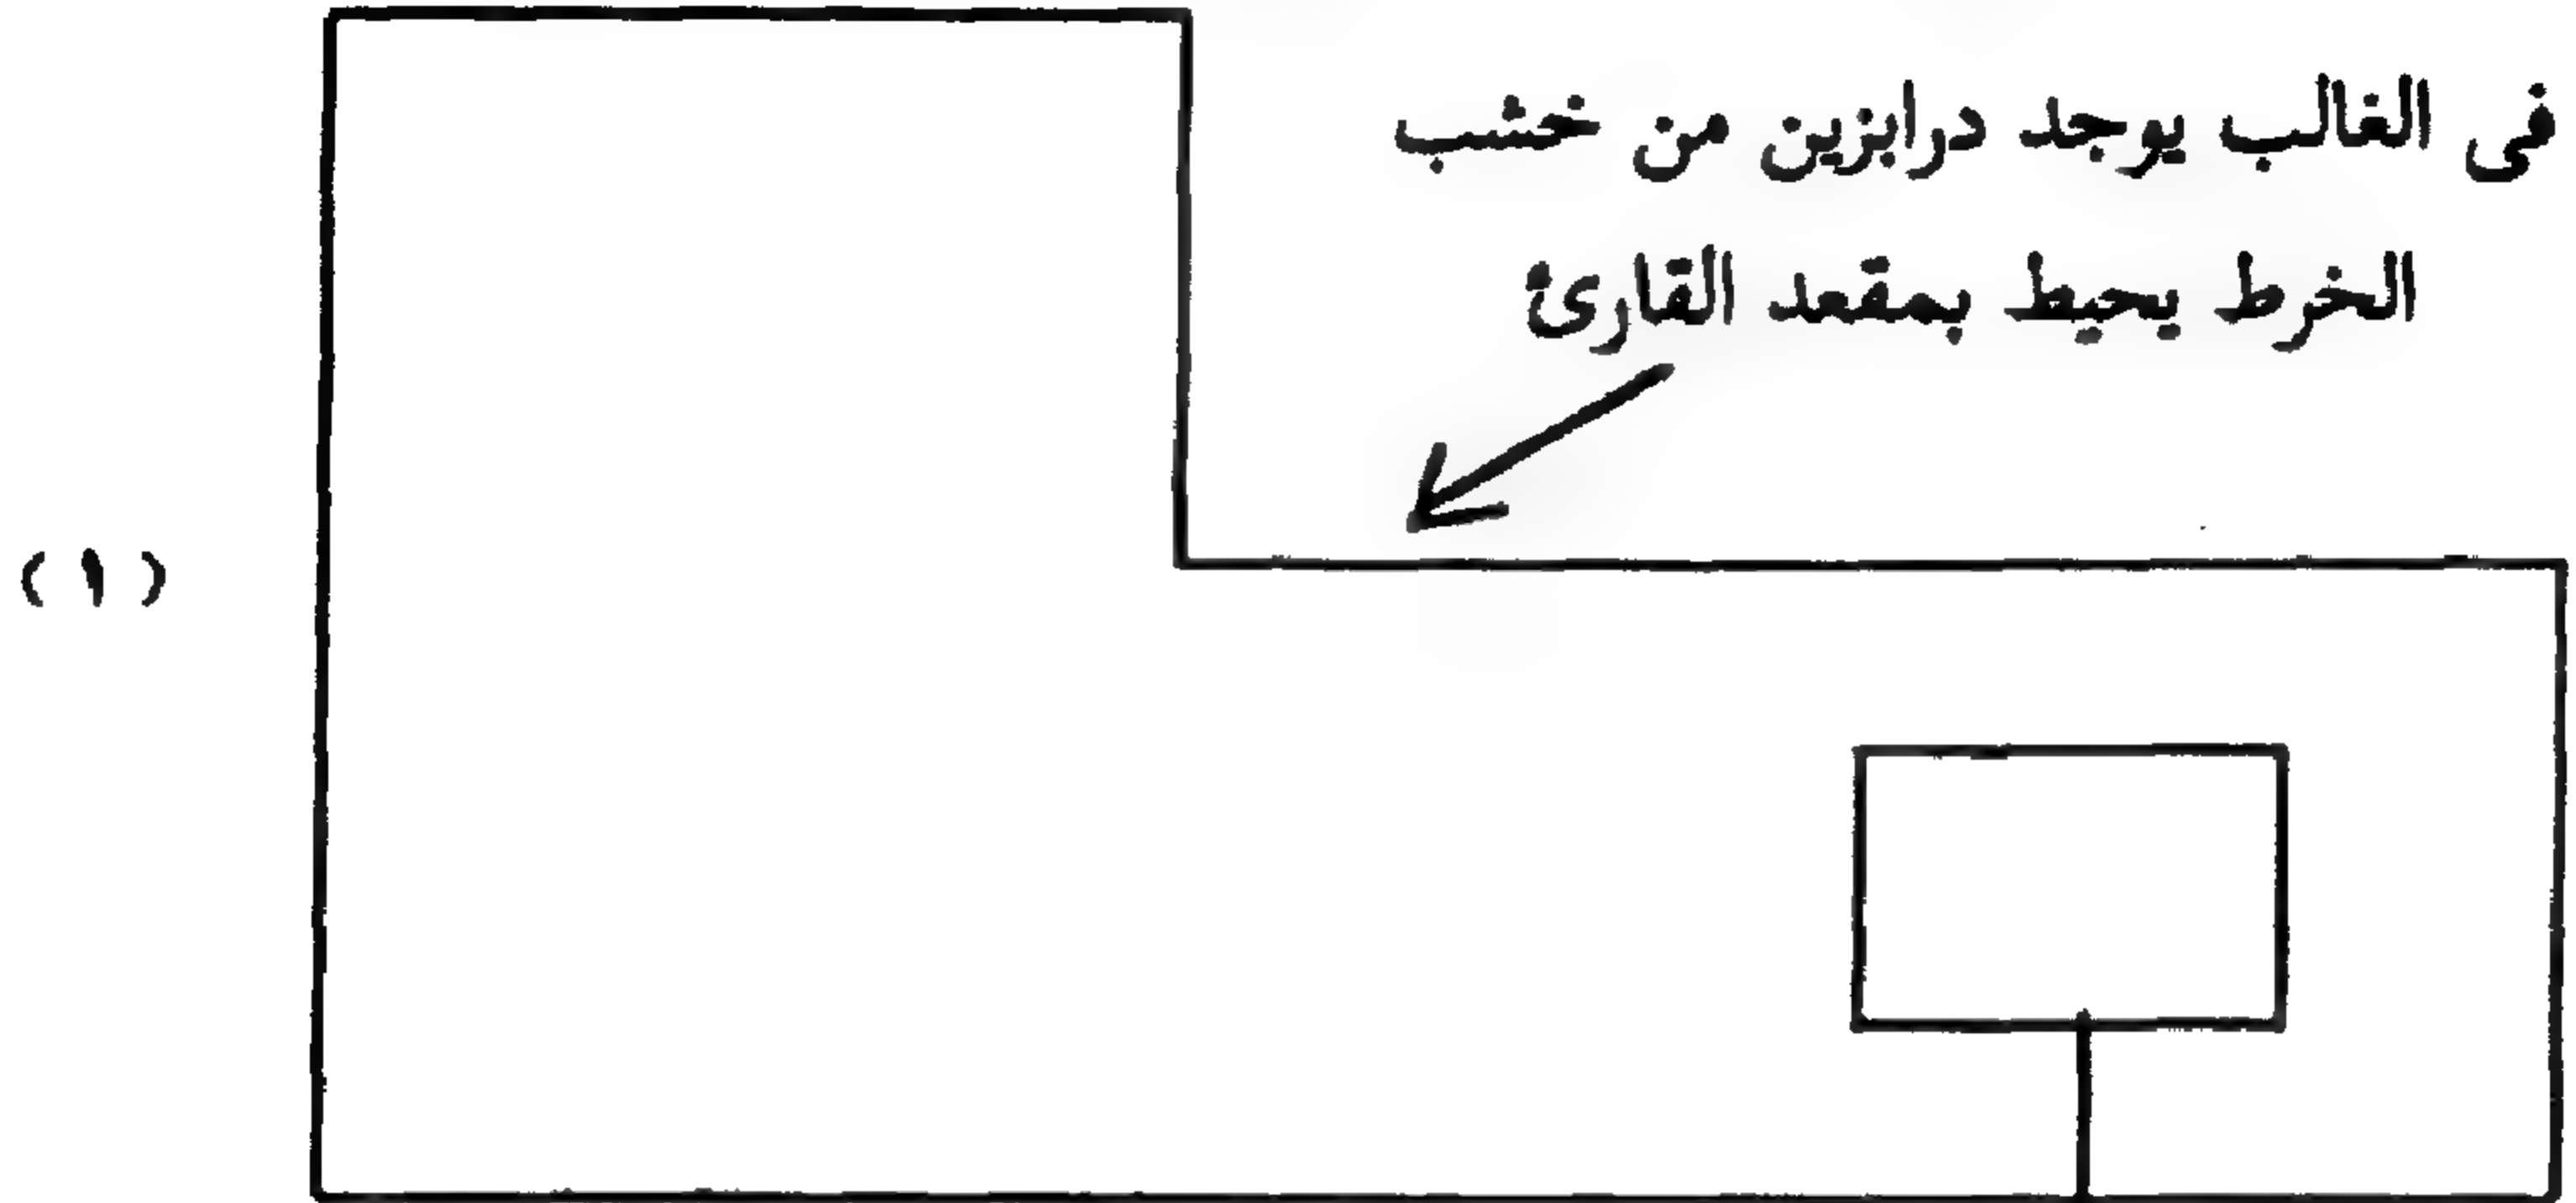 فى الغالب يوجد درابزين من خشب
الخرط يحيط بمقعد القارئ
(١)